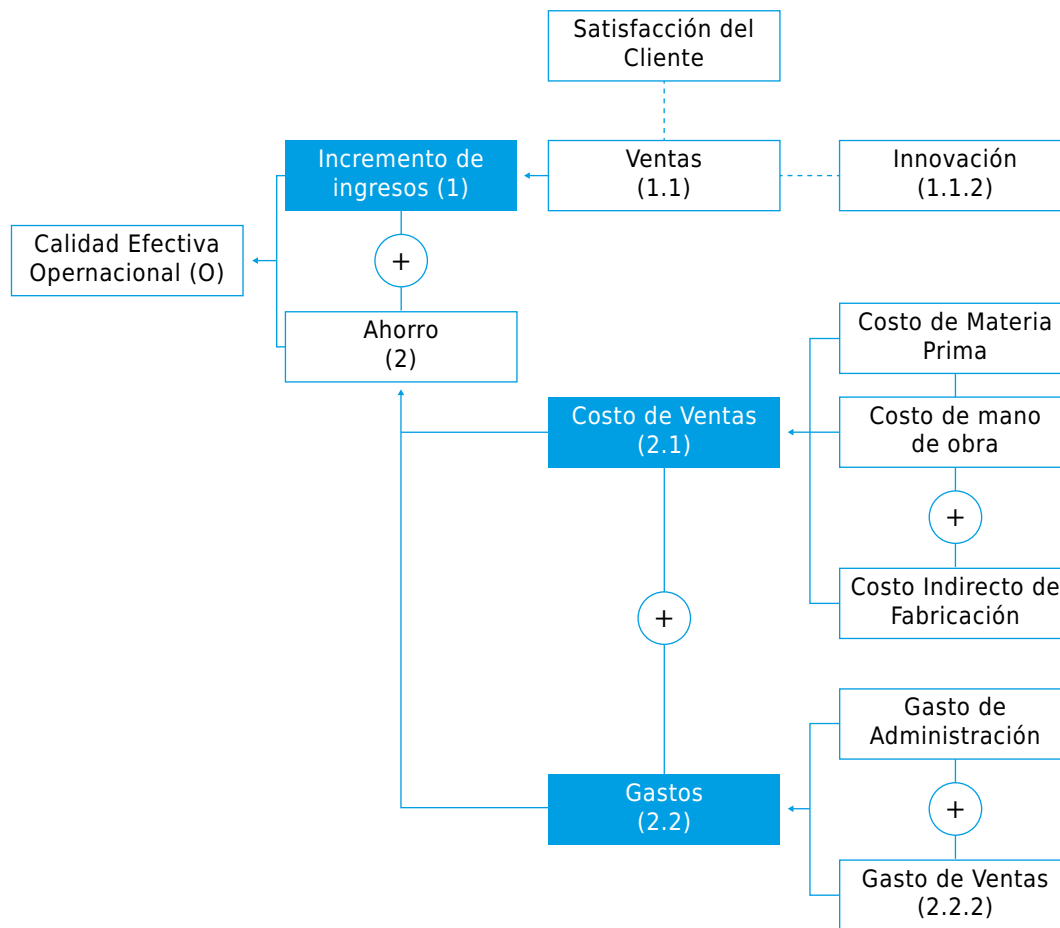 Satisfacción del
Cliente
Incremento de
ingresos (1)
Ventas
(1.1)
Innovación
(1.1.2)
Calidad Efectiva
Opernacional (O)
+
Ahorro
(2)
Costo de Materia
Prima
Costo de Ventas
(2.1)
Costo de mano
de obra
+
Costo Indirecto de
Fabricación
+
Gasto de
Administración
Gastos
(2.2)
+
Gasto de Ventas
(2.2.2)